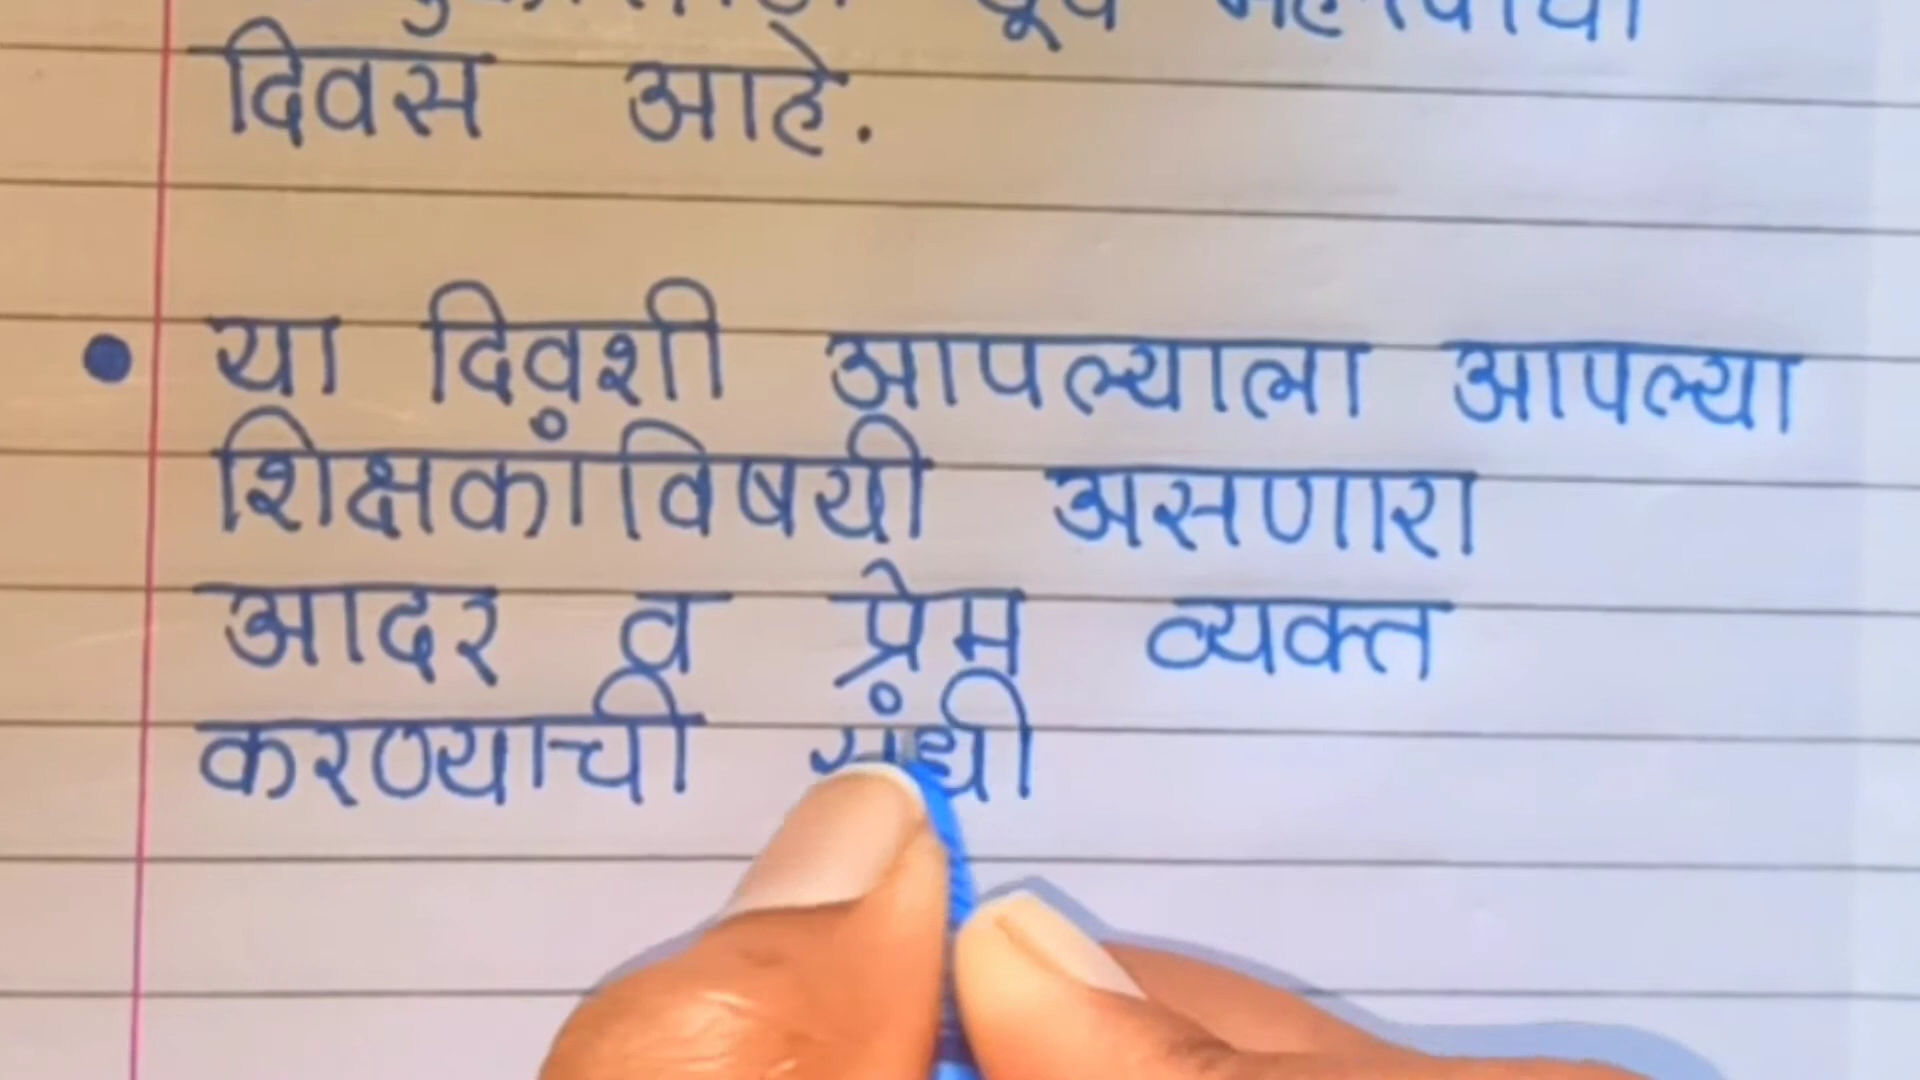 दिवस आहे.
• या दिवशी आपल्याला आपल्या
शिक्षकांविषयी असणारा
आदर व प्रेम व्यक्त
करण्याची संधी